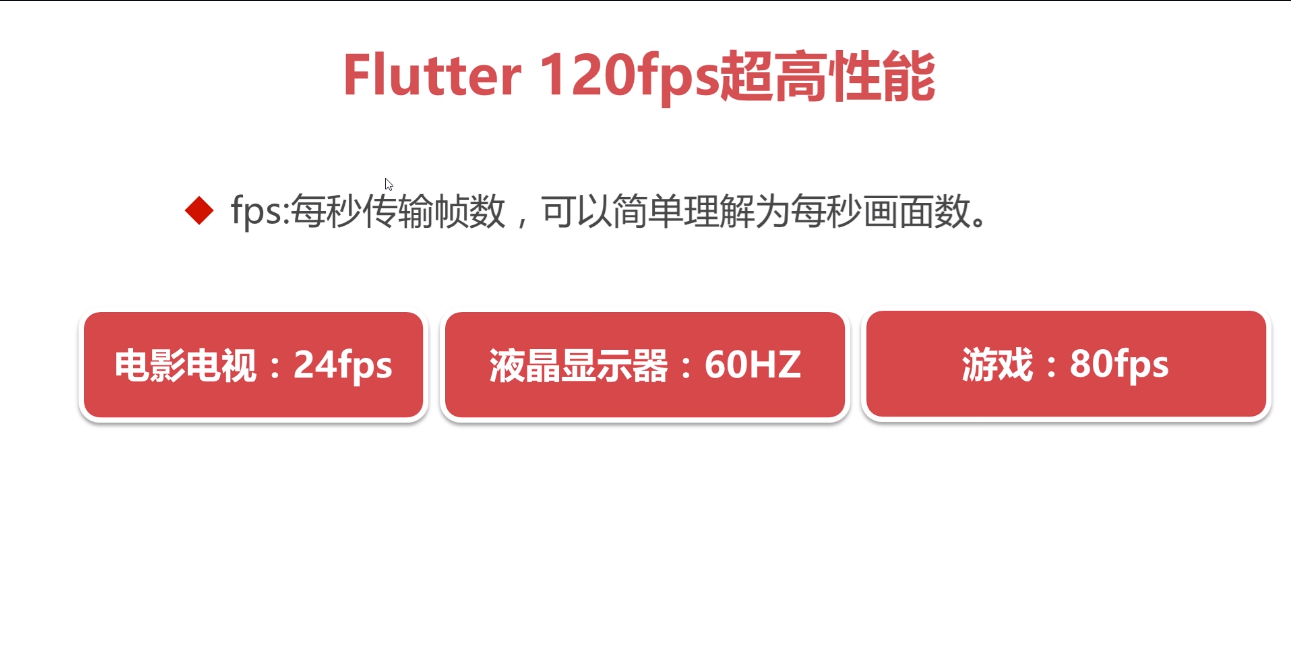 Flutter 120fps超高性能
fps:每秒传输帧数，可以简单理解为每秒画面数。
电影电视：24fps
液晶显示器：60HZ
游戏：80fps